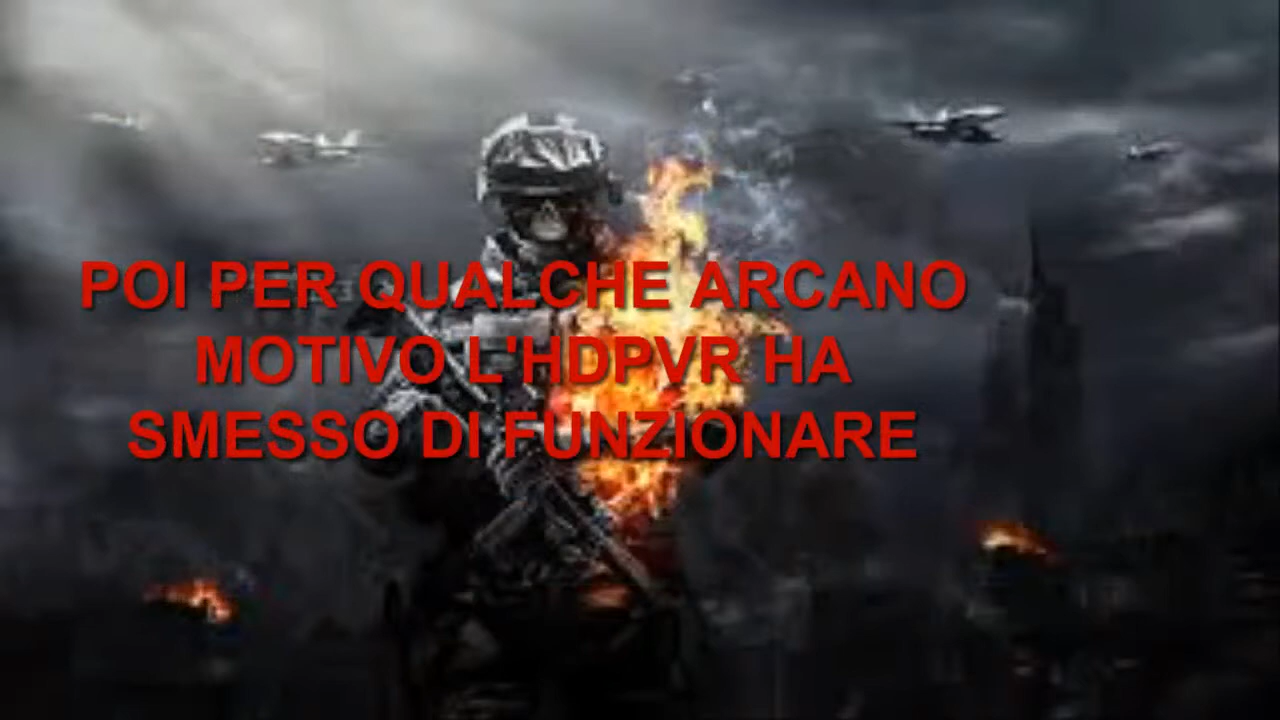 POI PER QUALCHE ARCANO
MOTIVO L'HDPVR HA
SMESSO DI FUNZIONARE